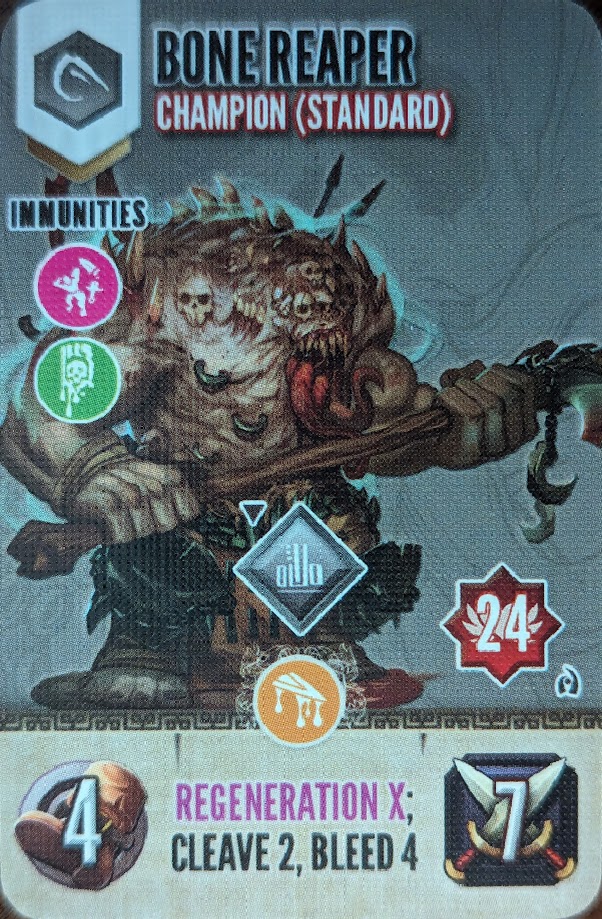 BONE REAPER
CHAMPION (STANDARD)
IMMUNITIES
24
4
REGENERATION X;
CLEAVE 2, BLEED 4
7